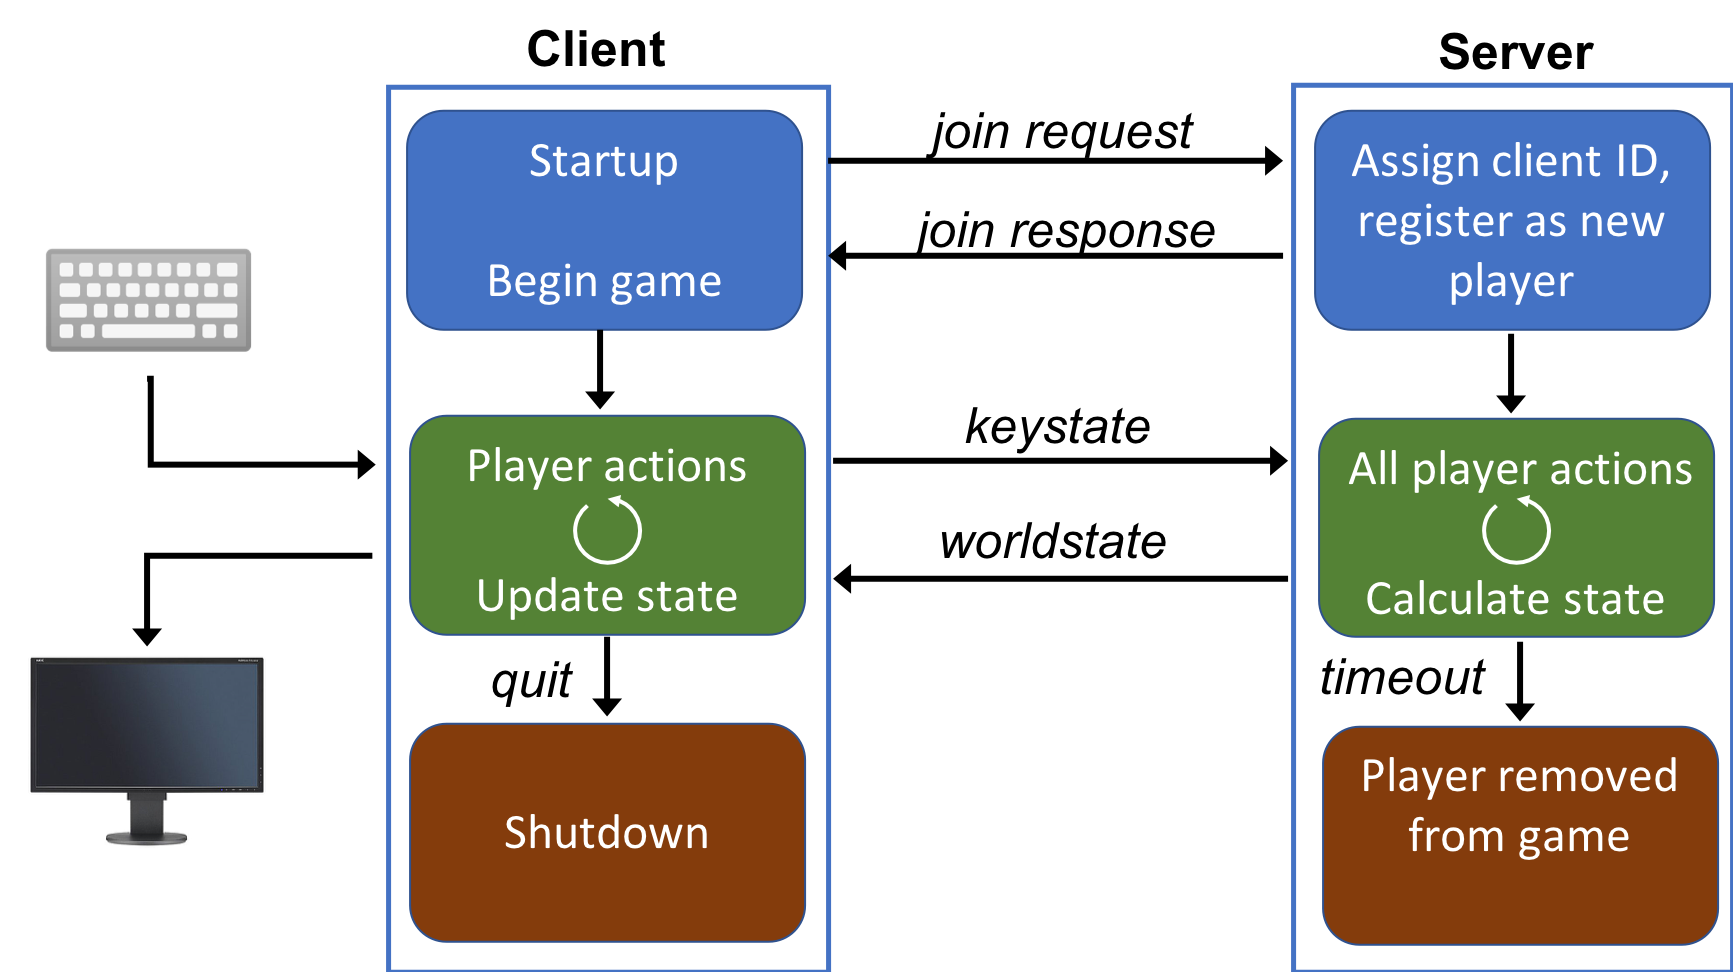 Client
Server
Startup
Begin game
join request
join response
Assign client ID,
register as new
player
Player actions
Update state
keystate
worldstate
All player actions
Calculate state
quit
timeout
Shutdown
Player removed
from game